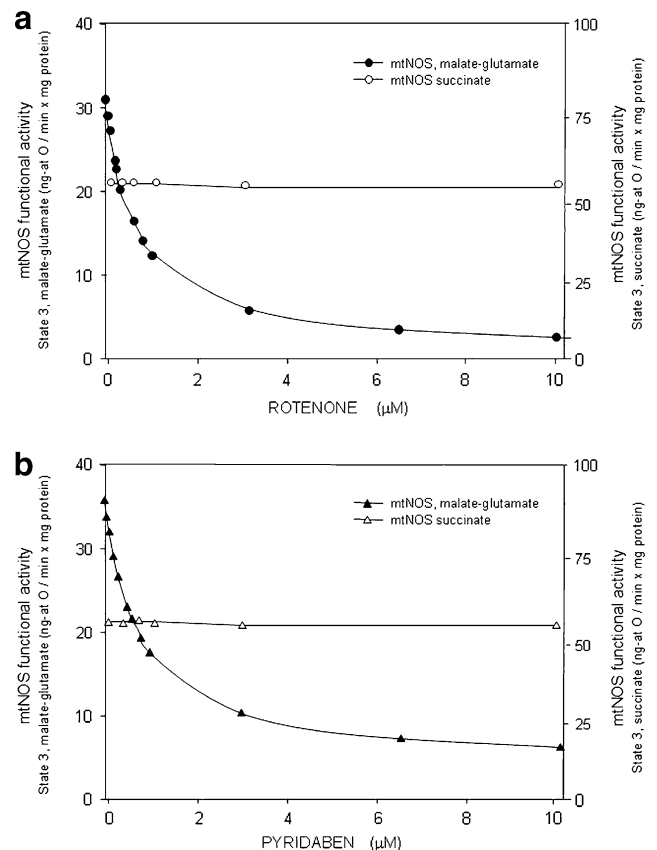 a
mtNOS functional activity
State 3, malate-glutamate (ng-at O / min x mg protein)
40
30
20
10
0
mtNOS, malate-glutamate
mtNOS succinate
100
75
50
25
0
mtNOS functional activity
State 3, succinate (ng-at O / min x mg protein)
0 2 4 6 8 10
ROTENONE (µM)
b
mtNOS functional activity
State 3, malate-glutamate (ng-at O / min x mg protein)
40
30
20
10
0
mtNOS, malate-glutamate
mtNOS succinate
100
75
50
25
0
mtNOS functional activity
State 3, succinate (ng-at O / min x mg protein)
0 2 4 6 8 10
PYRIDABEN (µM)